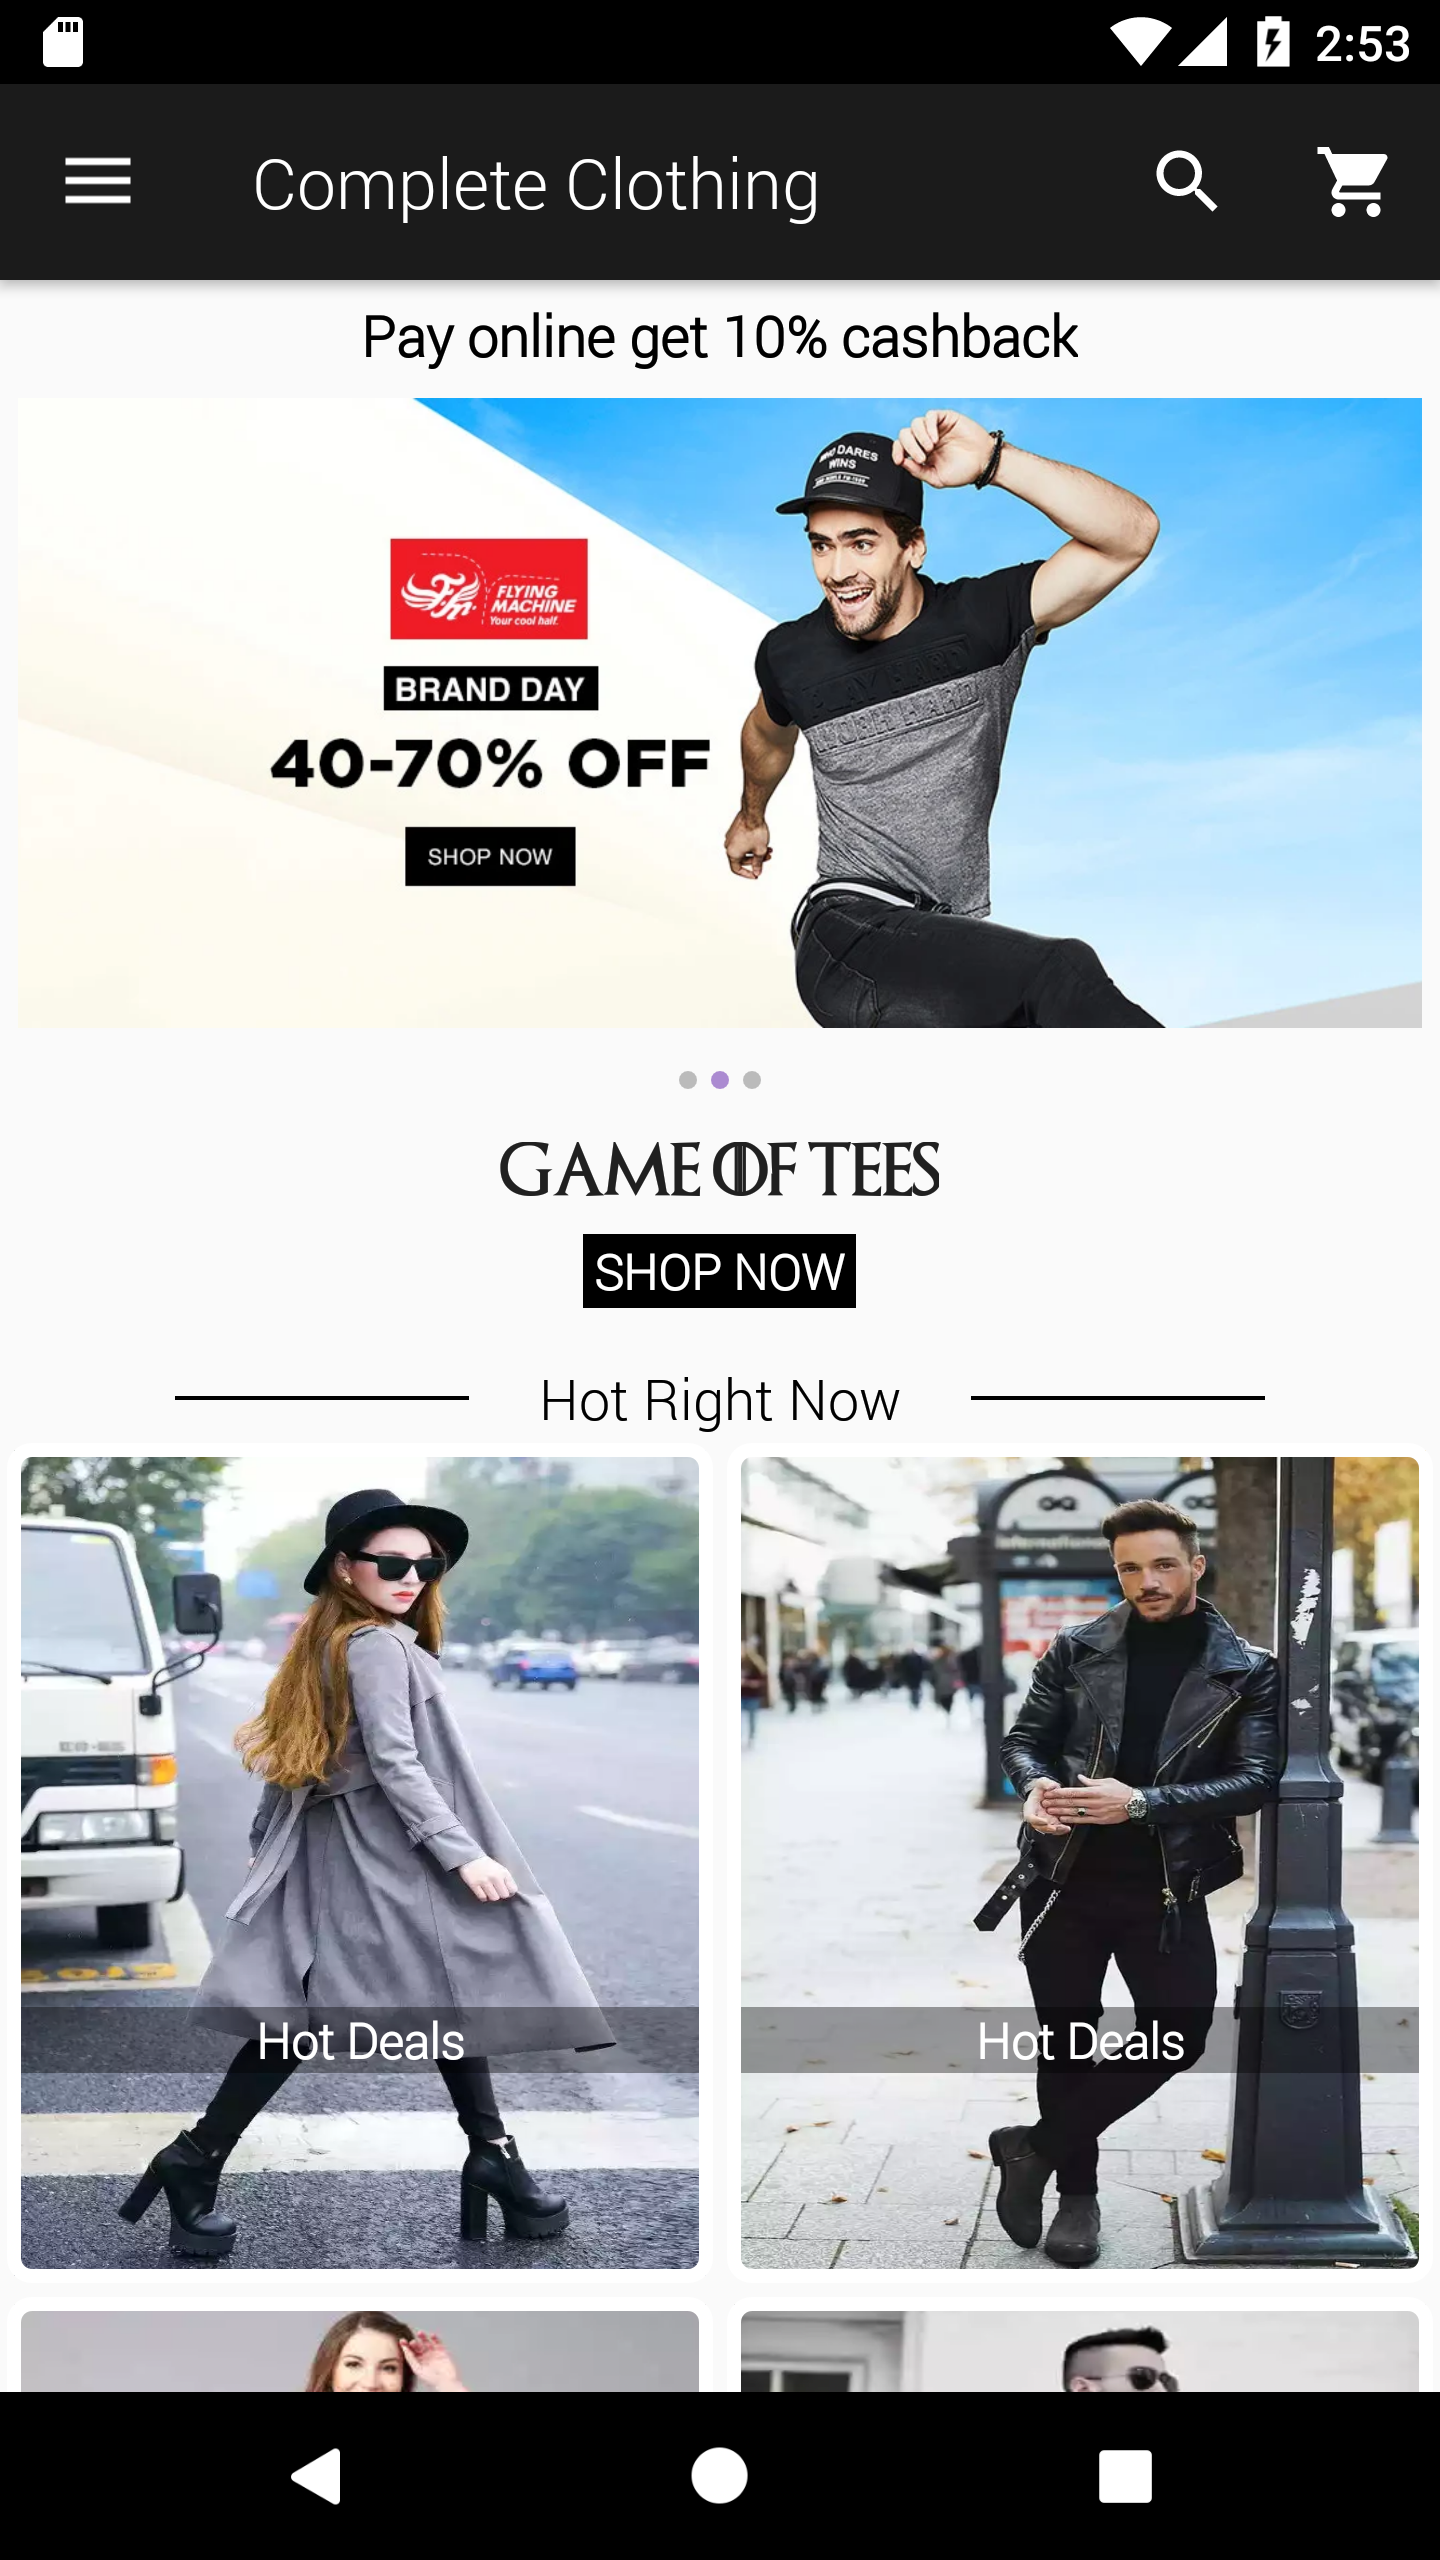 2:53
Complete Clothing
Pay online get 10% cashback
DARES
WINS
FLYING
MACHINE
Your cool half.
BRAND DAY
40-70% OFF
SHOP NOW
PLAY HARD
WORK HARD
GAME OF TEES
SHOP NOW
Hot Right Now
Hot Deals
Hot Deals